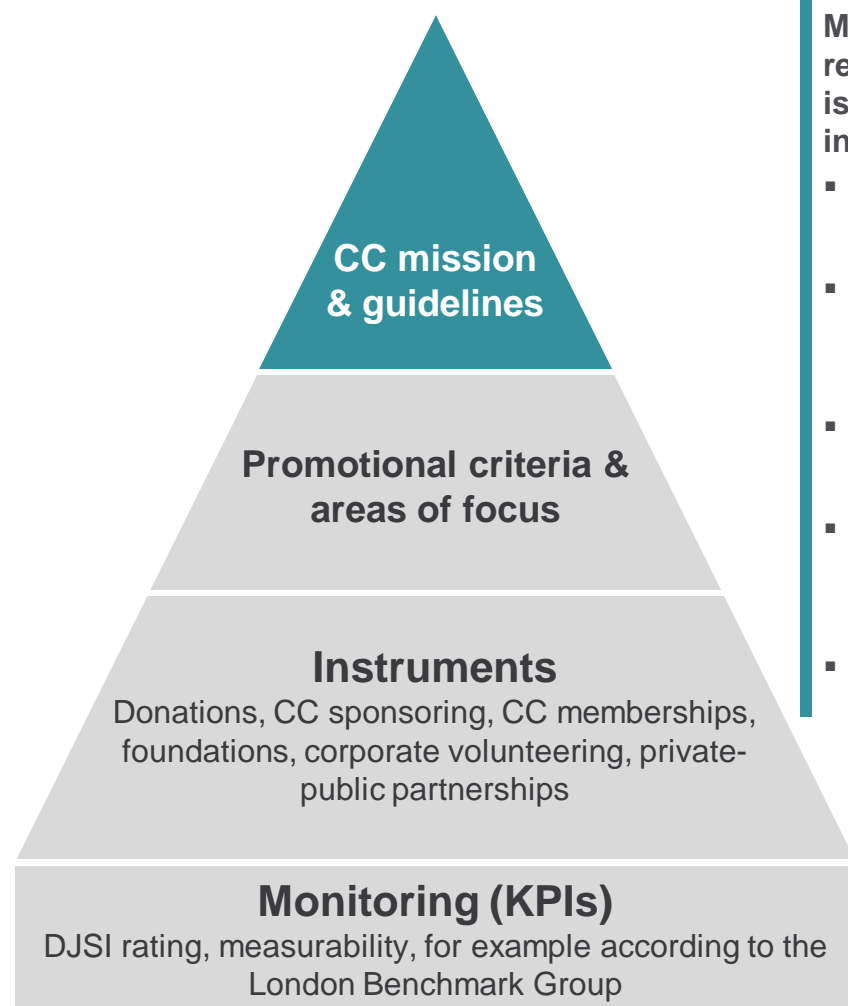 CC mission
& guidelines
Promotional criteria &
areas of focus
Instruments
Donations, CC sponsoring, CC memberships,
foundations, corporate volunteering, private-
public partnerships
Monitoring (KPIs)
DJSI rating, measurability, for example according to the
London Benchmark Group